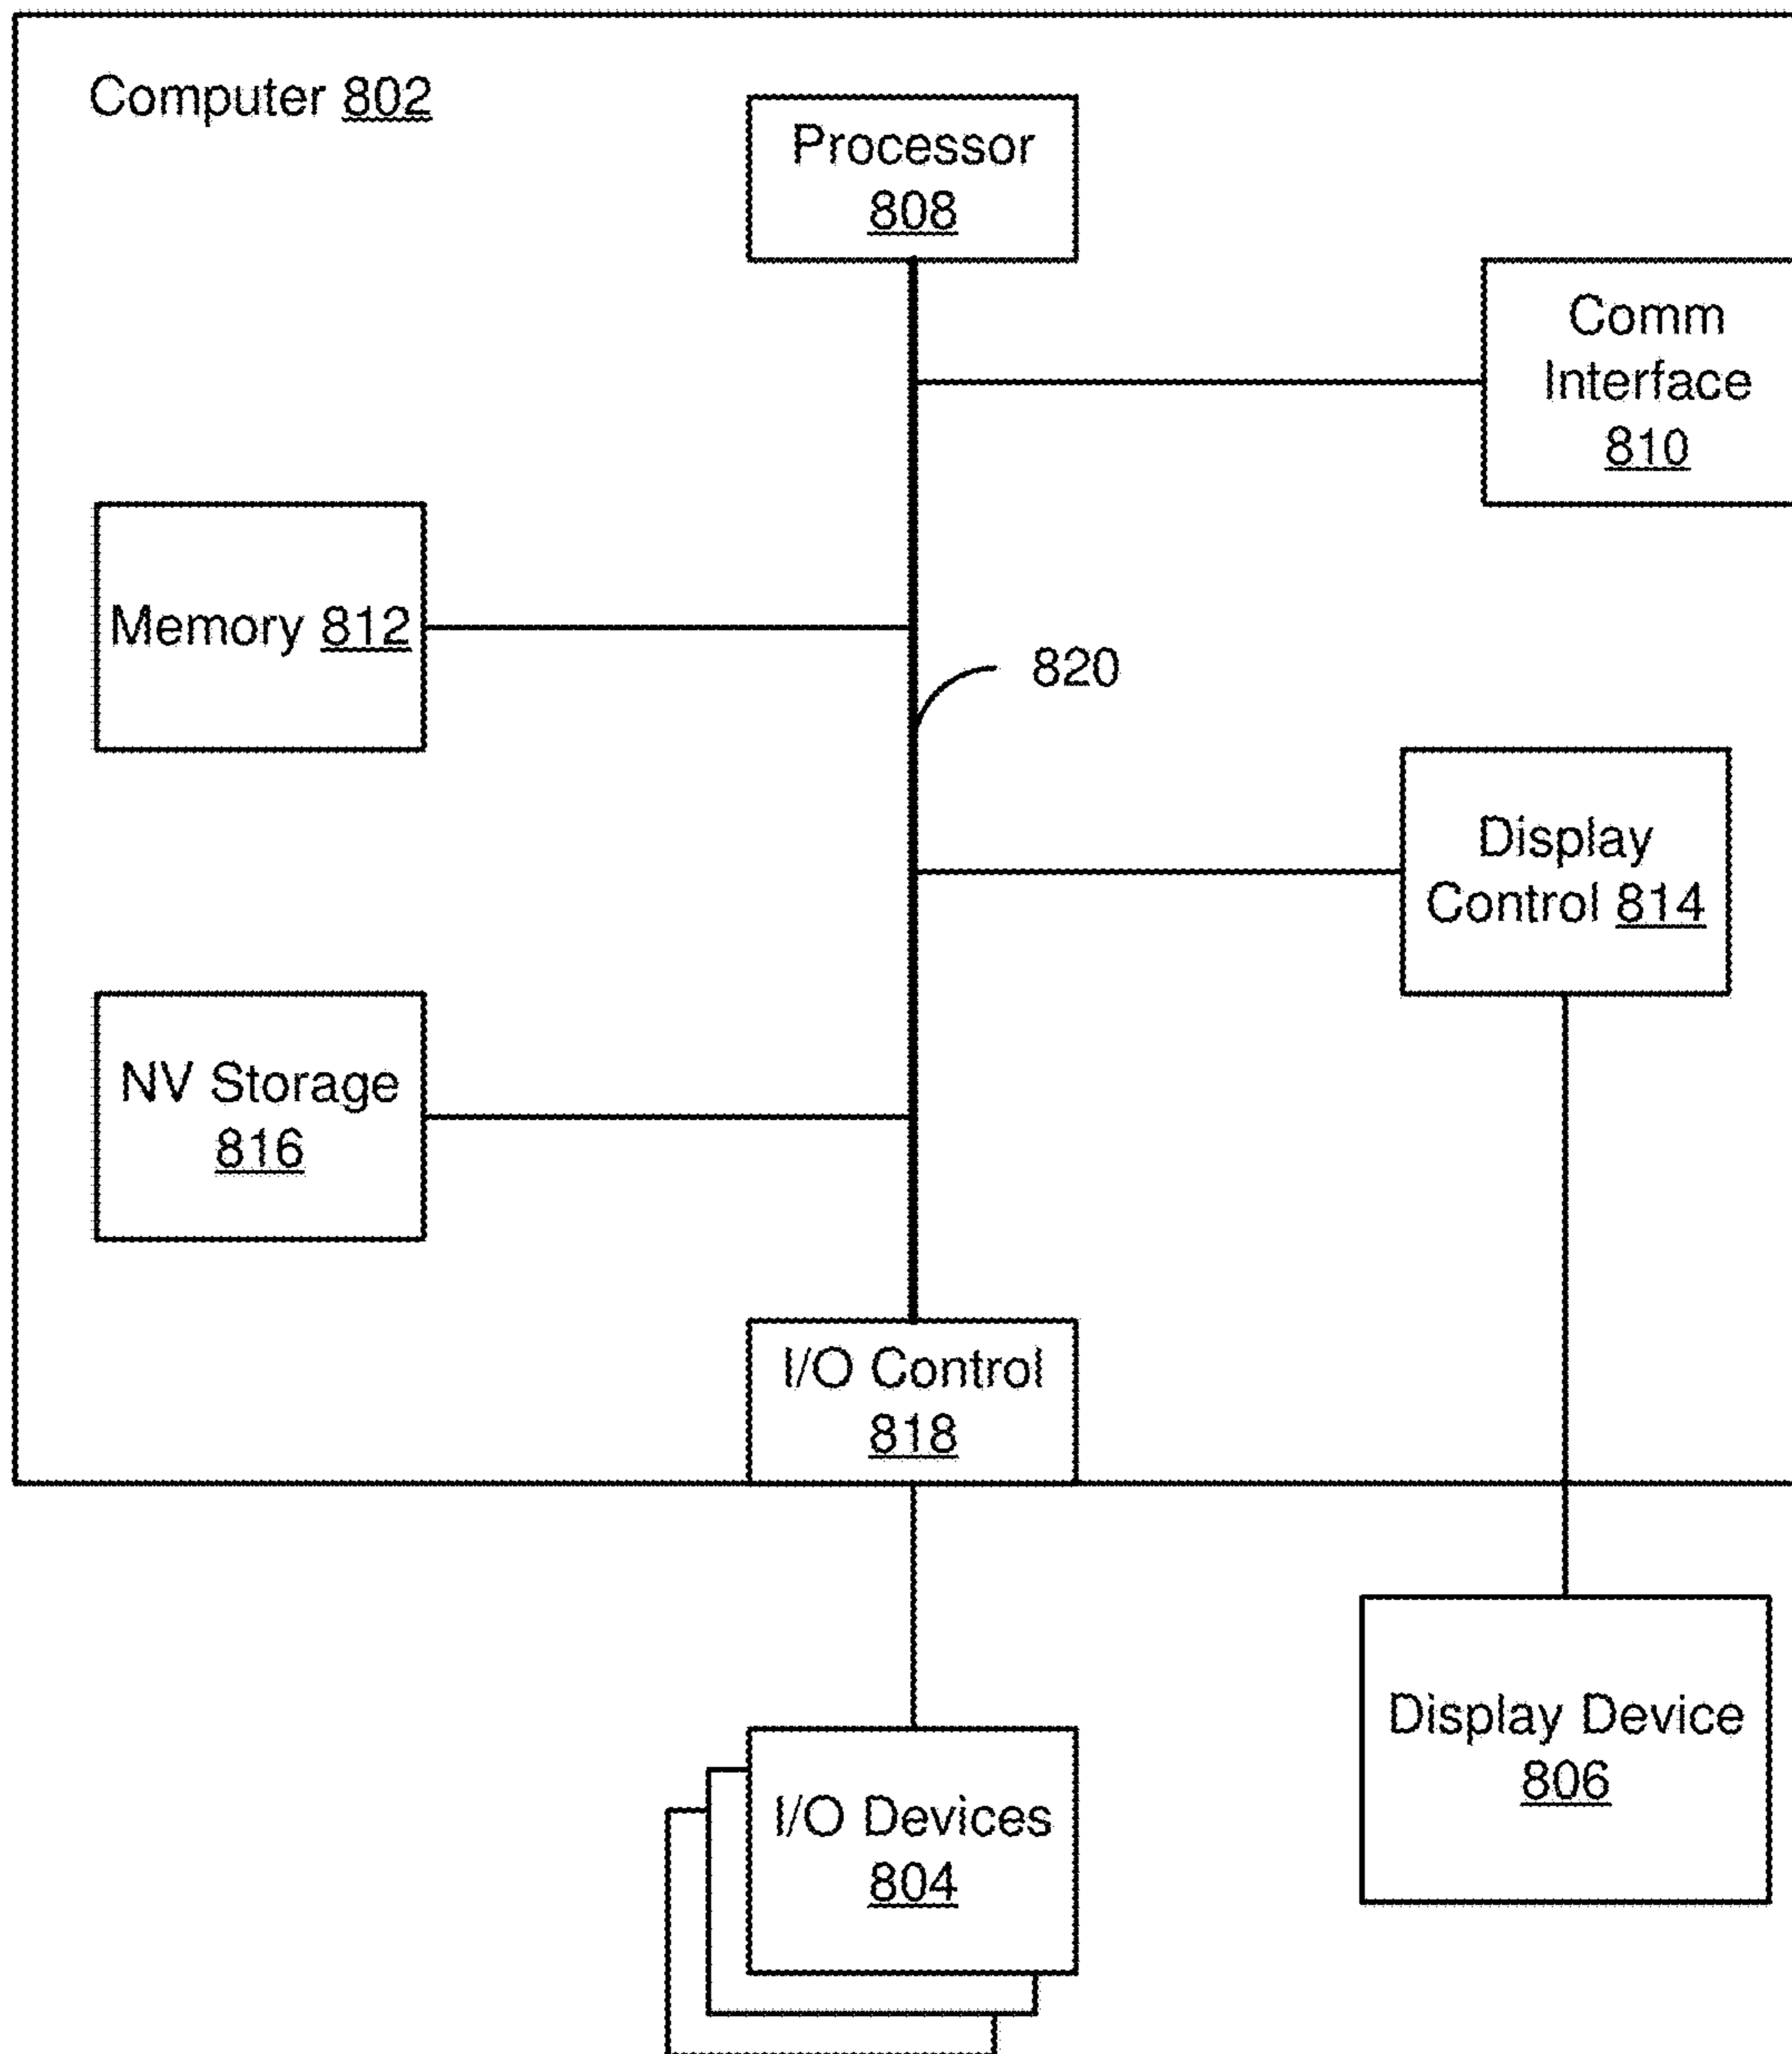 Computer 802
Processor
808
Comm
Interface
810
Memory 812
820
Display
Control 814
NV Storage
816
I/O Control
818
Display Device
806
I/O Devices
804